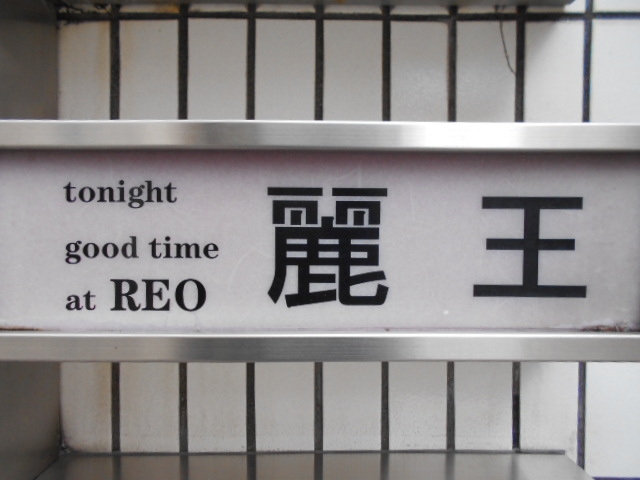 tonight
good time
at REO
麗王